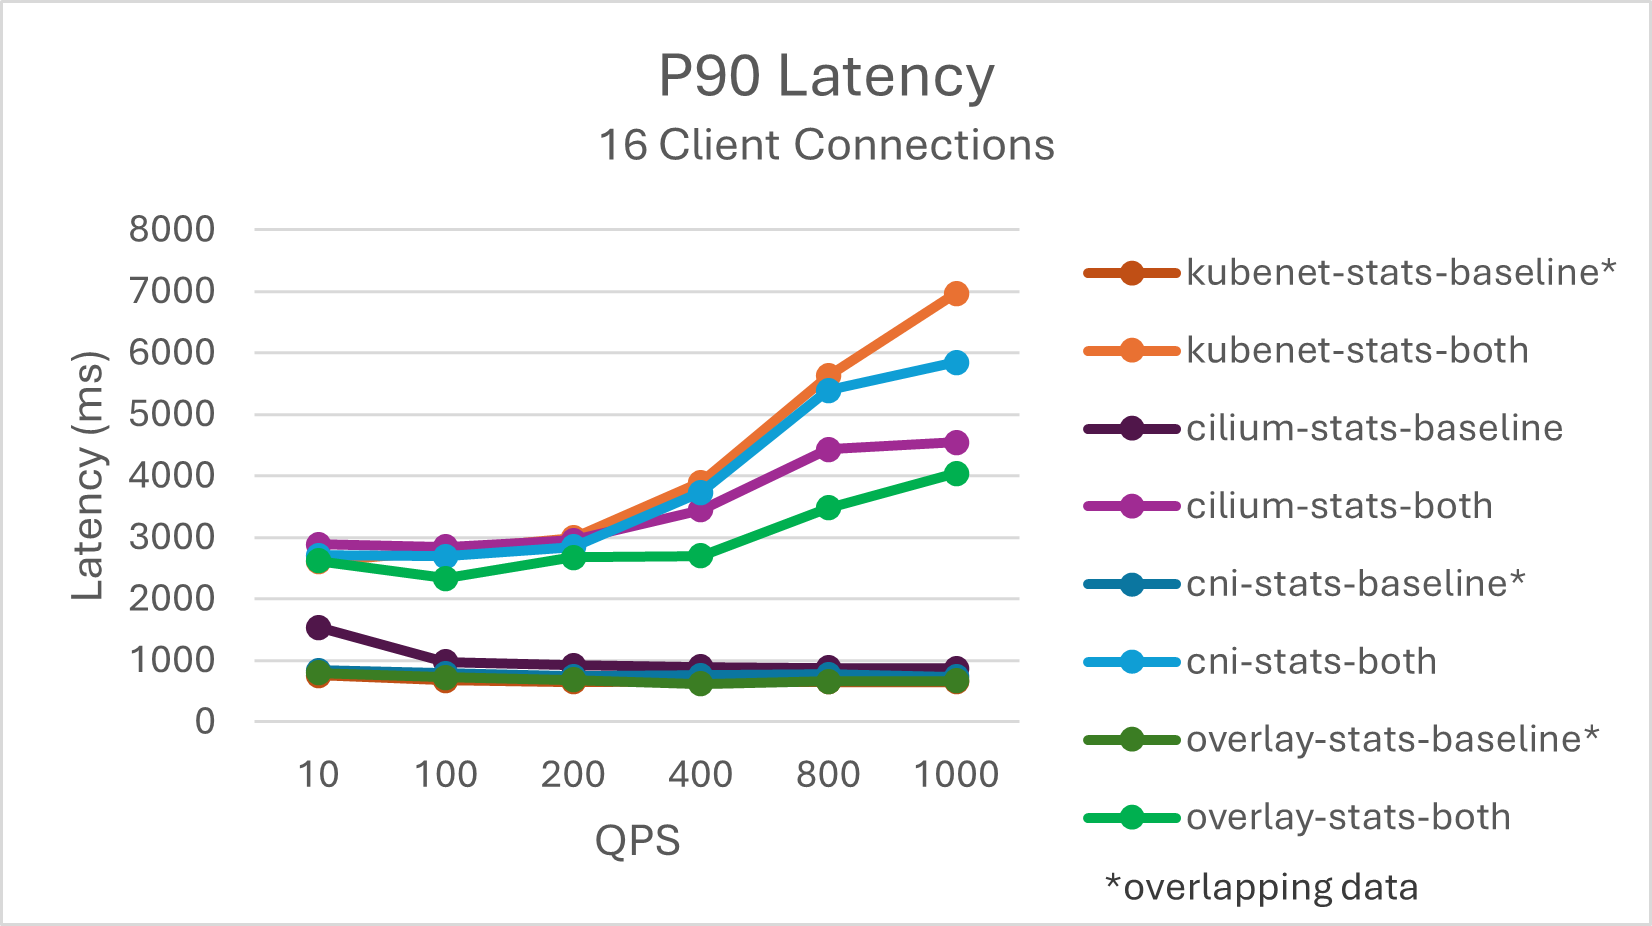 P90 Latency
16 Client Connections
Latency (ms)
8000
7000
6000
5000
4000
3000
2000
1000
0
10 100 200 400 800 1000
QPS
kubenet-stats-baseline*
kubenet-stats-both
cilium-stats-baseline
cilium-stats-both
cni-stats-baseline*
cni-stats-both
overlay-stats-baseline*
overlay-stats-both
*overlapping data